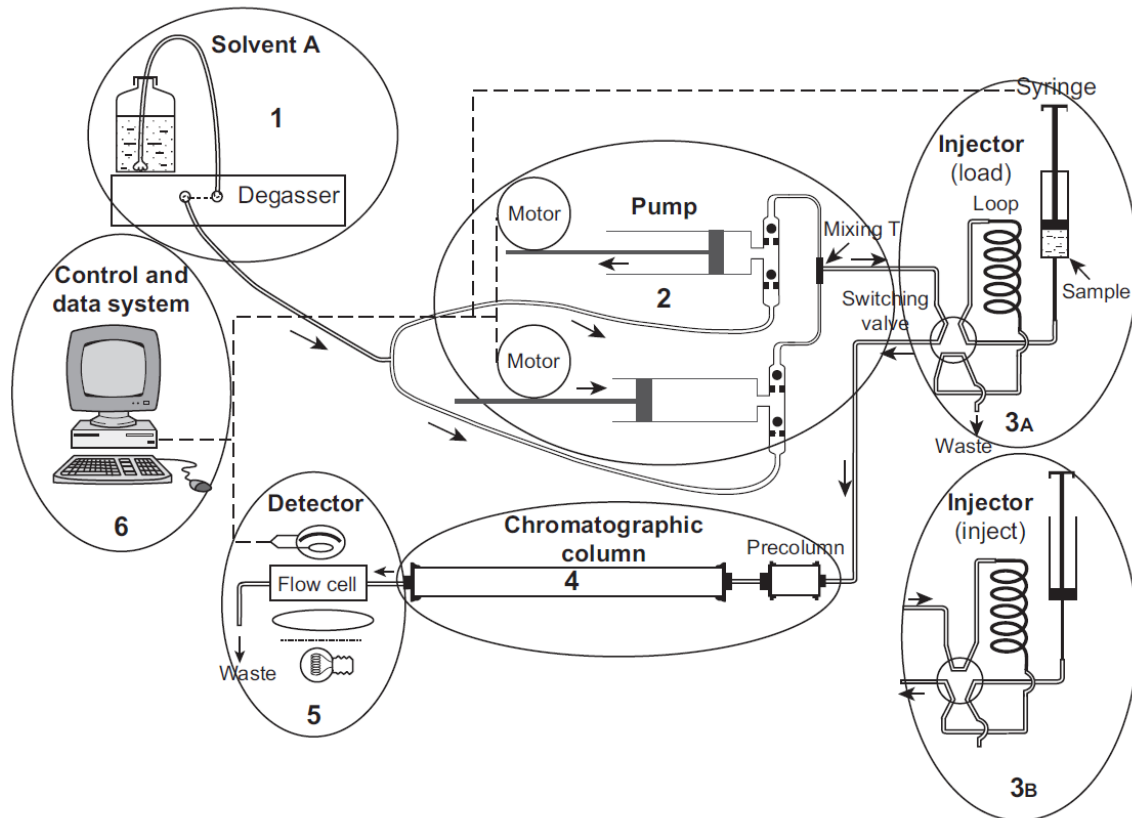 Solvent A
1
Degasser
Control and
data system
6
Motor
Pump
2
Motor
Mixing T
Switching
valve
Syringe
Injector
(load)
Loop
Sample
3A
Waste
Injector
(inject)
3B
Chromatographic
column
4
Precolumn
Detector
Flow cell
Waste
5